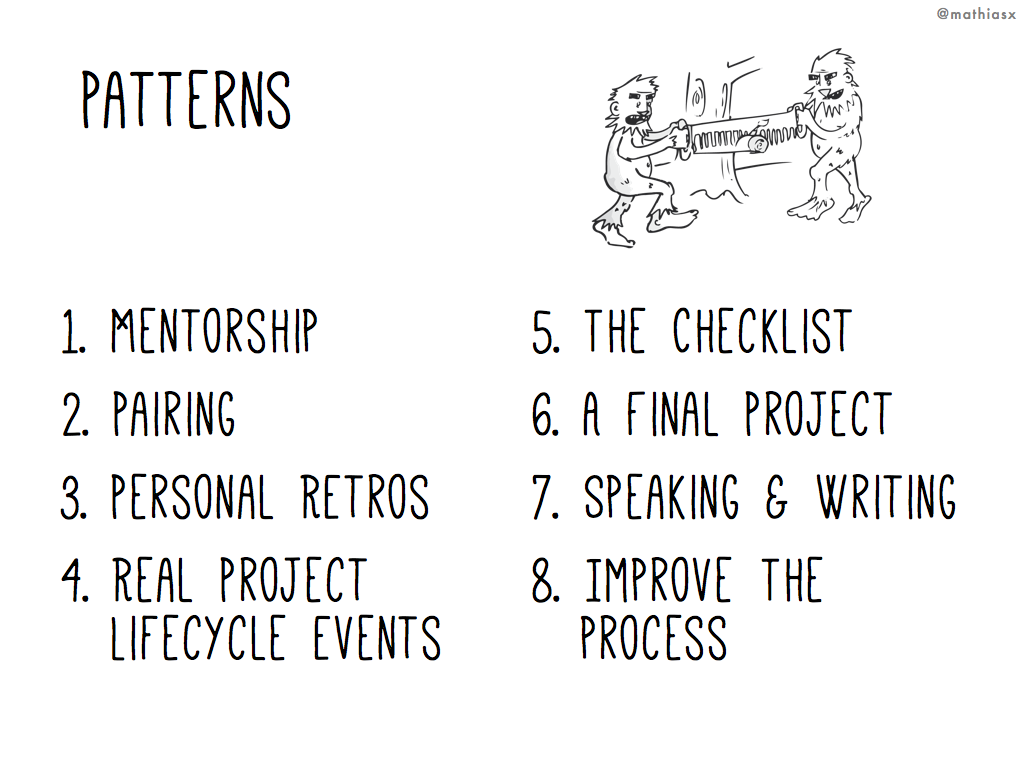 @mathiasx
PATTERNS
1. MENTORSHIP
2. PAIRING
3. PERSONAL RETROS
4. REAL PROJECT
LIFECYCLE EVENTS
5. THE CHECKLIST
6. A FINAL PROJECT
7. SPEAKING & WRITING
8. IMPROVE THE
PROCESS